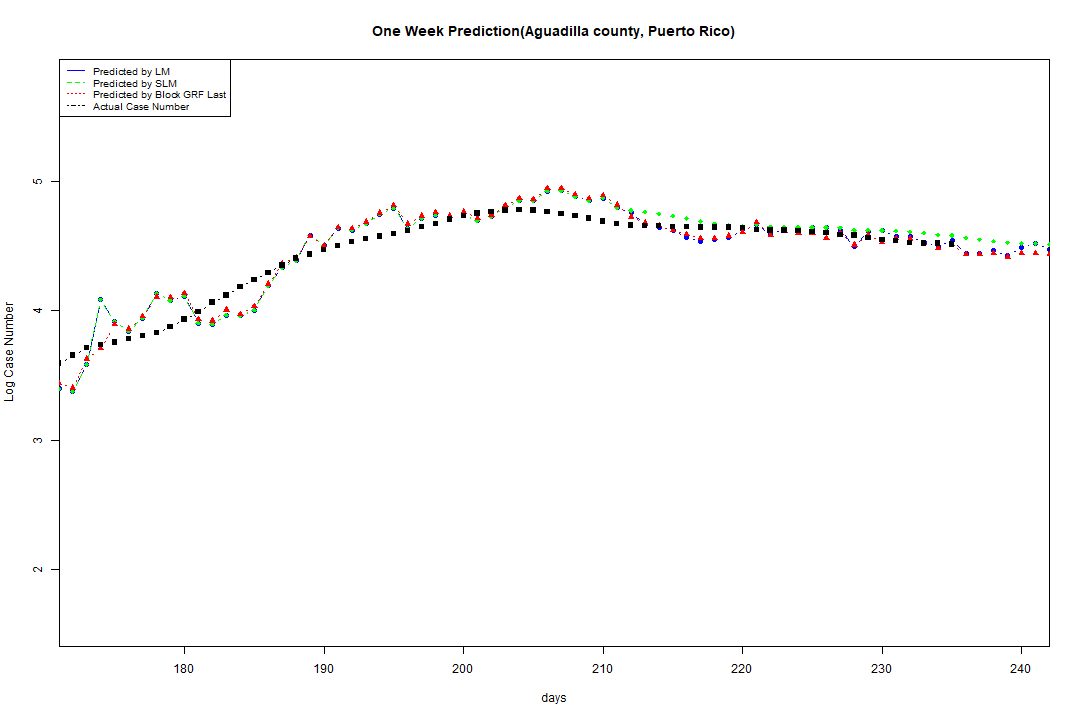 One Week Prediction(Aguadilla county, Puerto Rico)
Predicted by LM
Predicted by SLM
Predicted by Block GRF Last
Actual Case Number
Log Case Number
5
4
3
2
180 190 200 210 220 230 240
days